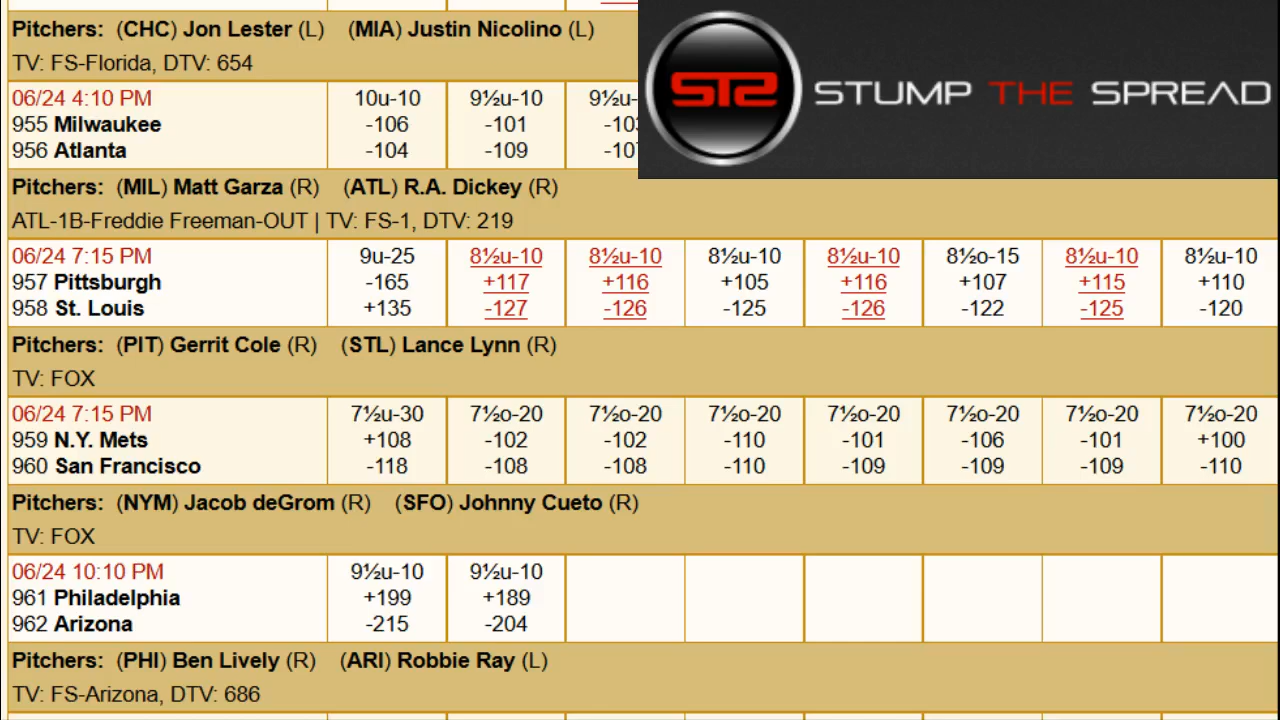 Pitchers: (CHC) Jon Lester (L) (MIA) Justin Nicolino (L)
TV: FS-Florida, DTV: 654
STS STUMP THE SPREAD
06/24 4:10 PM 10u-10 9½u-10 9½u-
955 Milwaukee -106 -101
956 Atlanta -104 -109
Pitchers: (MIL) Matt Garza (R) (ATL) R.A. Dickey (R)
ATL-1B-Freddie Freeman-OUT | TV: FS-1, DTV: 219
06/24 7:15 PM 9u-25 8½u-10 8½u-10 8½u-10 8½u-10 8½o-15 8½u-10 8½u-10
957 Pittsburgh -165 +117 +116 +105 +116 +107 +115 +110
958 St. Louis +135 -127 -126 -125 -126 -122 -125 -120
Pitchers: (PIT) Gerrit Cole (R) (STL) Lance Lynn (R)
TV: FOX
06/24 7:15 PM 7½u-30 7½o-20 7½o-20 7½o-20 7½o-20 7½o-20 7½o-20 7½o-20
959 N.Y. Mets +108 -102 -102 -110 -101 -106 -101 +100
960 San Francisco -118 -108 -108 -110 -109 -109 -109 -110
Pitchers: (NYM) Jacob deGrom (R) (SFO) Johnny Cueto (R)
TV: FOX
06/24 10:10 PM 9½u-10 9½u-10
961 Philadelphia +199 +189
962 Arizona -215 -204
Pitchers: (PHI) Ben Lively (R) (ARI) Robbie Ray (L)
TV: FS-Arizona, DTV: 686